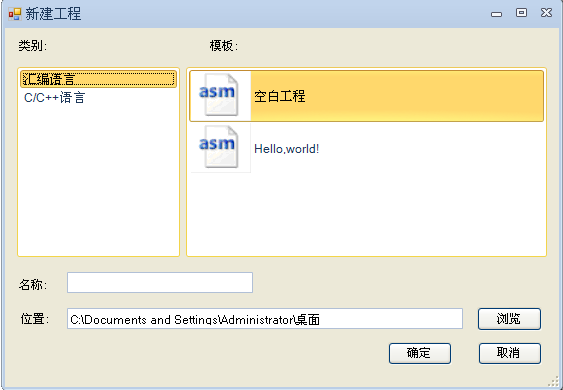 新建工程
类别:
模板:
汇编语言
C/C++语言
asm
空白工程
asm
Hello,world!
名称:
位置:
C:\Documents and Settings\Administrator\桌面
浏览
确定
取消